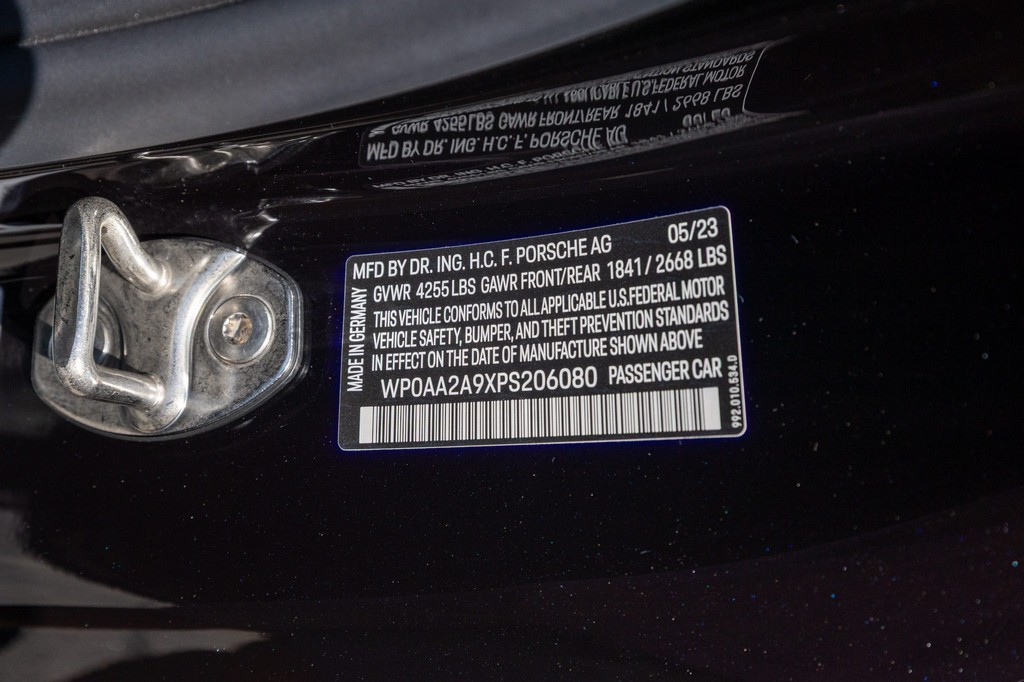 MFD BY DR. ING. H.C. F. PORSCHE AG 05/23
GVWR 4255 LBS GAWR FRONT/REAR 1841 / 2668 LBS
THIS VEHICLE CONFORMS TO ALL APPLICABLE U.S. FEDERAL MOTOR
VEHICLE SAFETY, BUMPER, AND THEFT PREVENTION STANDARDS
IN EFFECT ON THE DATE OF MANUFACTURE SHOWN ABOVE
WP0AA2A9XPS206080 PASSENGER CAR
MADE IN GERMANY
992.010.534.0